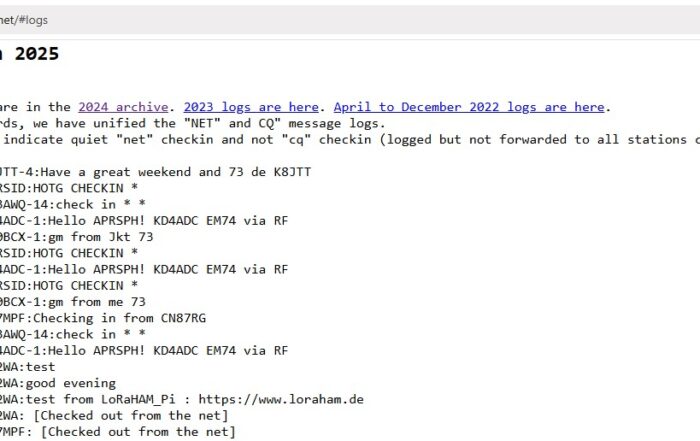 net/#logs
2025
are in the 2024 archive. 2023 logs are here. April to December 2022 logs are here.
rds, we have unified the "NET" and CQ" message logs.
indicate quiet "net" checkin and not "cq" checkin (logged but not forwarded to all stations
JTT-4:Have a great weekend and 73 de K8JTT
RSID:HOTG CHECKIN *
3AWQ-14:check in * *
4ADC-1:Hello APRSPH! KD4ADC EM74 via RF
0BCX-1:gm from Jkt 73
RSID:HOTG CHECKIN *
4ADC-1:Hello APRSPH! KD4ADC EM74 via RF
RSID:HOTG CHECKIN *
0BCX-1:gm from me 73
7MPF:Checking in from CN87RG
3AWQ-14:check in * *
4ADC-1:Hello APRSPH! KD4ADC EM74 via RF
2WA:test
2WA:good evening
2WA:test from LoRaHAM_Pi : https://www.loraham.de
2WA: [Checked out from the net]
7MPF: [Checked out from the net]